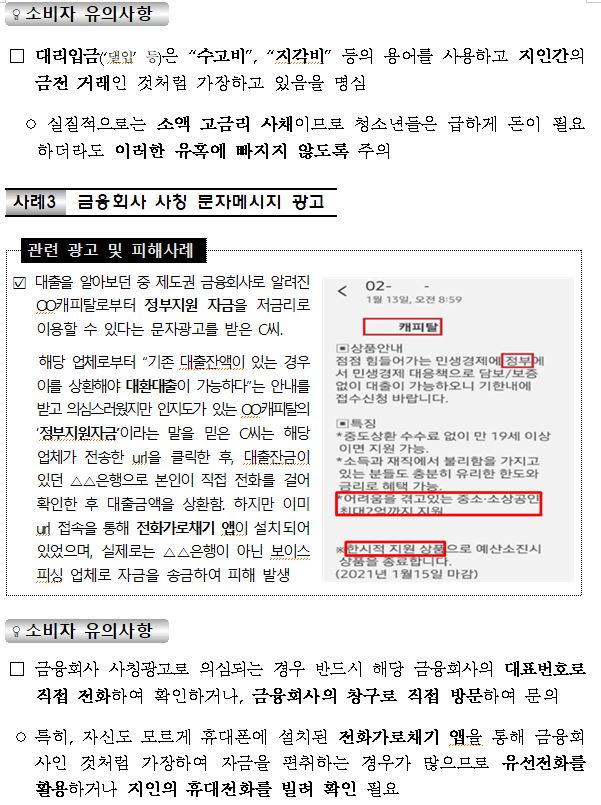 소비자 유의사항
□ 대리입금(“댈입” 등)은 “수고비”, “지각비” 등의 용어를 사용하고 지인간의
금전 거래인 것처럼 가장하고 있음을 명심
○ 실질적으로는 소액 고금리 사채이므로 청소년들은 급하게 돈이 필요
하더라도 이러한 유혹에 빠지지 않도록 주의
사례3 금융회사 사칭 문자메시지 광고
관련 광고 및 피해사례
☑ 대출을 알아보던 중 제도권 금융회사로 알려진
○○캐피탈로부터 정부지원 자금을 저금리로
이용할 수 있다는 문자광고를 받은 C씨.
해당 업체로부터 “기존 대출잔액이 있는 경우
이를 상환해야 대환대출이 가능하다”는 안내를
받고 의심스러웠지만 인지도가 있는 ○○캐피탈의
‘정부지원자금’이라는 말을 믿은 C씨는 해당
업체가 전송한 url을 클릭한 후, 대출잔금이
있던 △△은행으로 본인이 직접 전화를 걸어
확인한 후 대출금액을 상환함. 하지만 이미
url 접속을 통해 전화가로채기 앱이 설치되어
있었으며, 실제로는 △△은행이 아닌 보이스
피싱 업체로 자금을 송금하여 피해 발생
02- -
1월 13일, 오전 8:59
캐피탈
▣상품안내
점점 힘들어가는 민생경제에 정부에
서 민생경제 대응책으로 담보/보증
없이 대출이 가능하오니 기한내에
접수신청 바랍니다.
▣특징
*중도상환 수수료 없이 만 19세 이상
이면 지원 가능.
*소득과 재직에서 불리함을 가지고
있는 분들도 충분히 유리한 한도와
금리로 혜택 가능.
*어려움을 겪고있는 중소·소상공인
최대2억까지 지원
※한시적 지원 상품으로 예산소진시
상품을 종료합니다.
(2021년 1월15일 마감)
소비자 유의사항
□ 금융회사 사칭광고로 의심되는 경우 반드시 해당 금융회사의 대표번호로
직접 전화하여 확인하거나, 금융회사의 창구로 직접 방문하여 문의
○ 특히, 자신도 모르게 휴대폰에 설치된 전화가로채기 앱을 통해 금융회
사인 것처럼 가장하여 자금을 편취하는 경우가 많으므로 유선전화를
활용하거나 지인의 휴대전화를 빌려 확인 필요